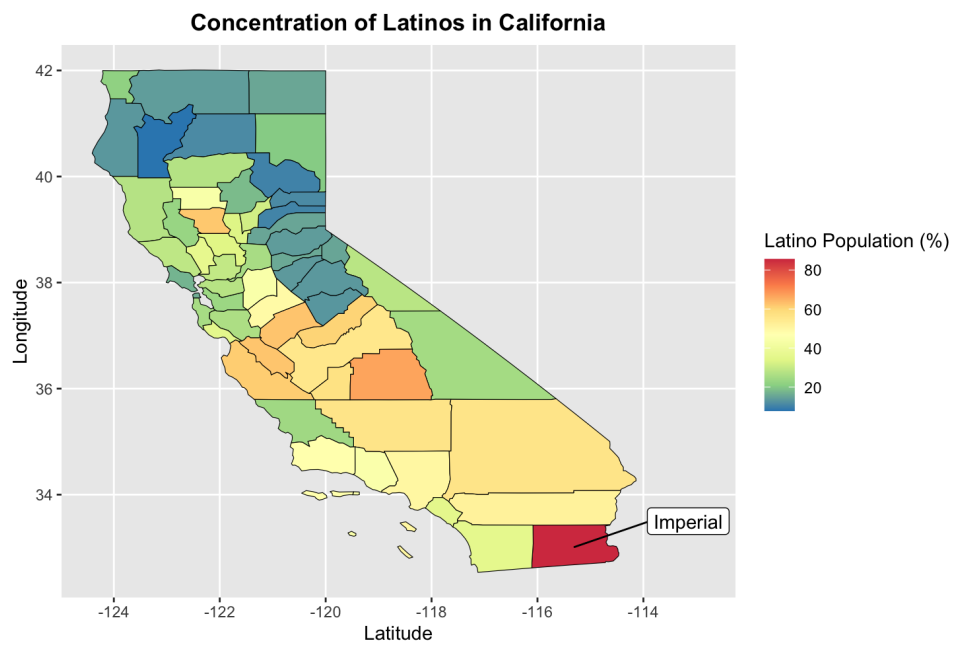 Concentration of Latinos in California
42
40
38
36
34
Longitude
-124 -122 -120 -118 -116 -114
Latitude
Imperial
Latino Population (%)
80
60
40
20